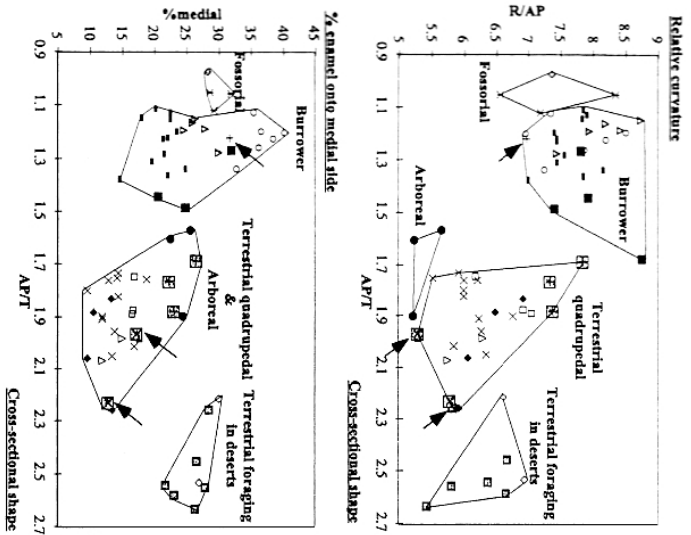 Relative curvature
R/AP
5 5.5 6 6.5 7 7.5 8 8.5 9
0.9 1.1 1.3 1.5 1.7 1.9 2.1 2.3 2.5 2.7
Fossorial
Burrower
Arboreal
Terrestrial
quadrupedal
Terrestrial foraging
in deserts
AP/T
Cross-sectional shape
% enamel onto medial side
%medial
10 15 20 25 30 35 40 45
0.9 1.1 1.3 1.5 1.7 1.9 2.1 2.3 2.5 2.7
Fossorial
Burrower
Terrestrial quadrupedal
&
Arboreal
Terrestrial foraging
in deserts
AP/T
Cross-sectional shape